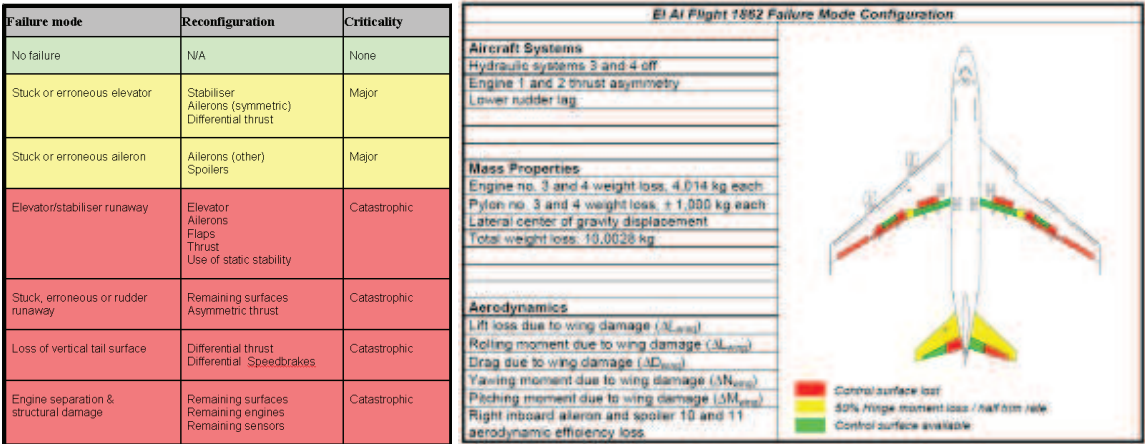 Failure mode Reconfiguration Criticality
No failure N/A None
Stuck or erroneous elevator Stabiliser Major
Ailerons (symmetric)
Differential thrust
Stuck or erroneous aileron Ailerons (other) Major
Spoilers
Elevator/stabiliser runaway Elevator Catastrophic
Ailerons
Flaps
Thrust
Use of static stability
Stuck, erroneous or rudder Remaining surfaces Catastrophic
runaway Asymmetric thrust
Loss of vertical tail surface Differential thrust Catastrophic
Differential Speedbrakes
Engine separation & Remaining surfaces Catastrophic
structural damage Remaining engines
Remaining sensors
El Al Flight 1862 Failure Mode Configuration
Aircraft Systems
Hydraulic systems 3 and 4 off
Engine 1 and 2 thrust asymmetry
Lower rudder lag
Mass Properties
Engine no. 3 and 4 weight loss, 4,014 kg each
Pylon no. 3 and 4 weight loss, ± 1,000 kg each
Lateral center of gravity displacement
Total weight loss: 10,0028 kg
Aerodynamics
Lift loss due to wing damage (ΔLwing)
Rolling moment due to wing damage (ΔLwing)
Drag due to wing damage (ΔDwing)
Yawing moment due to wing damage (ΔNwing)
Pitching moment due to wing damage (ΔMwing)
Right inboard aileron and spoiler 10 and 11
aerodynamic efficiency loss
Control surface lost
50% Hinge moment loss / half trim rate
Control surface available